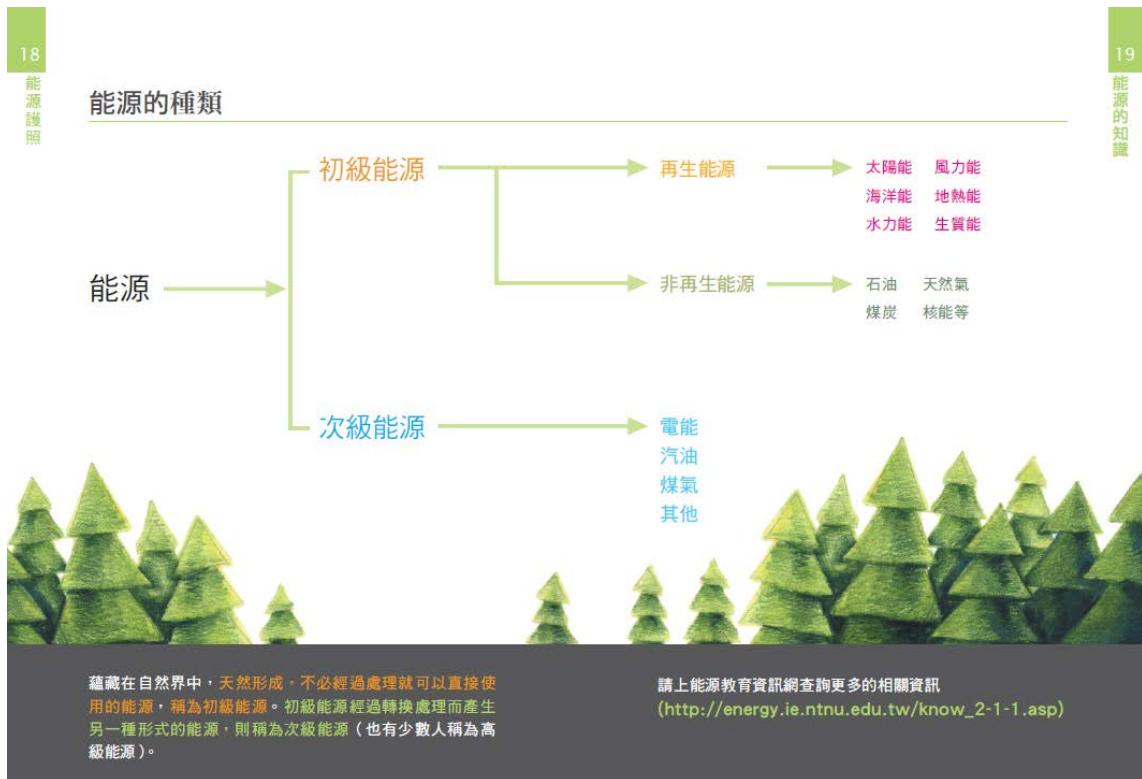 18
能源護照
19
能源的知識
能源的種類
能源
初級能源
再生能源
太陽能 風力能
海洋能 地熱能
水力能 生質能
非再生能源
石油 天然氣
煤炭 核能等
次級能源
電能
汽油
煤氣
其他
蘊藏在自然界中，天然形成，不必經過處理就可以直接使
用的能源，稱為初級能源。初級能源經過轉換處理而產生
另一種形式的能源，則稱為次級能源（也有少數人稱為高
級能源）。
請上能源教育資訊網查詢更多的相關資訊
(http://energy.ie.ntnu.edu.tw/know_2-1-1.asp)